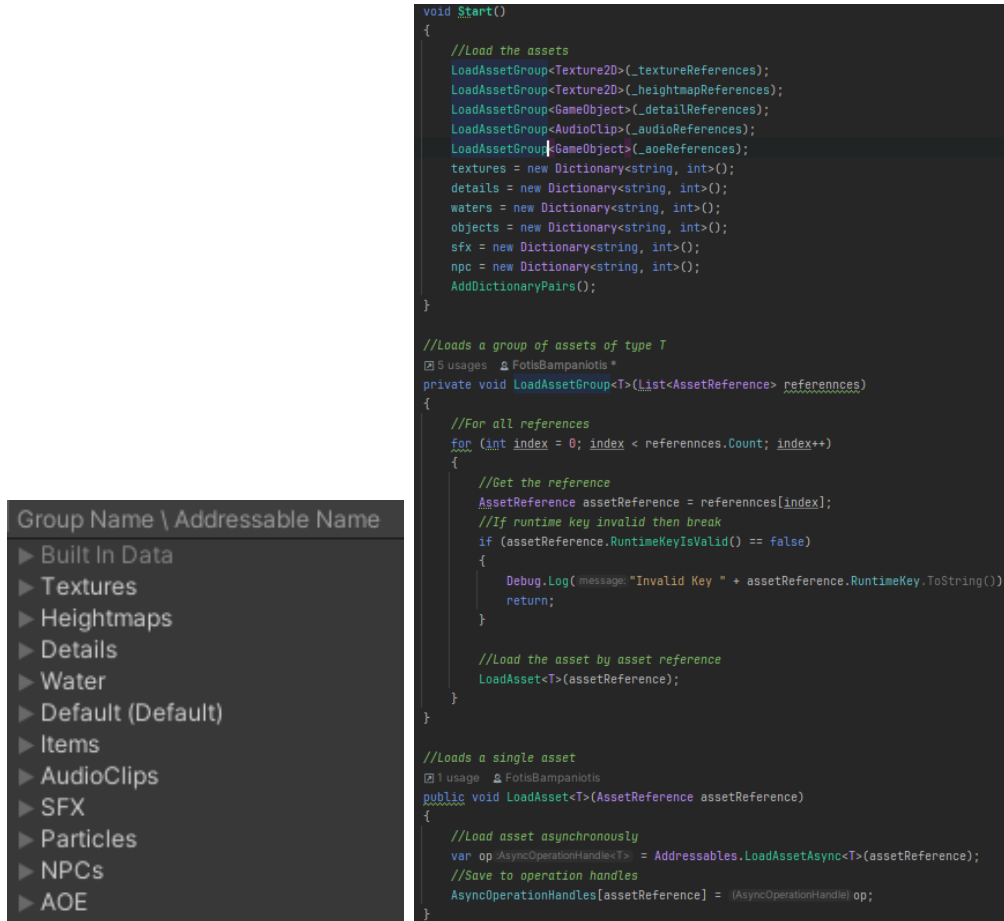 Group Name \ Addressable Name
Built In Data
Textures
Heightmaps
Details
Water
Default (Default)
Items
AudioClips
SFX
Particles
NPCs
AOE
void Start()
{
//Load the assets
LoadAssetGroup<Texture2D>(_textureReferences);
LoadAssetGroup<Texture2D>(_heightmapReferences);
LoadAssetGroup<GameObject>(_detailReferences);
LoadAssetGroup<AudioClip>(_audioReferences);
LoadAssetGroup<GameObject>(_aoeReferences);
textures = new Dictionary<string, int>();
details = new Dictionary<string, int>();
waters = new Dictionary<string, int>();
objects = new Dictionary<string, int>();
sfx = new Dictionary<string, int>();
npc = new Dictionary<string, int>();
AddDictionaryPairs();
}
//Loads a group of assets of type T
5 usages FotisBampaniotis *
private void LoadAssetGroup<T>(List<AssetReference> referennces)
{
//For all references
for (int index = 0; index < referennces.Count; index++)
{
//Get the reference
AssetReference assetReference = referennces[index];
//If runtime key invalid then break
if (assetReference.RuntimeKeyIsValid() == false)
{
Debug.Log( message: "Invalid Key " + assetReference.RuntimeKey.ToString())
return;
}
//Load the asset by asset reference
LoadAsset<T>(assetReference);
}
}
//Loads a single asset
1 usage FotisBampaniotis
public void LoadAsset<T>(AssetReference assetReference)
{
//Load asset asynchronously
var op :AsyncOperationHandle<T> = Addressables.LoadAssetAsync<T>(assetReference);
//Save to operation handles
AsyncOperationHandles[assetReference] = (AsyncOperationHandle) op;
}